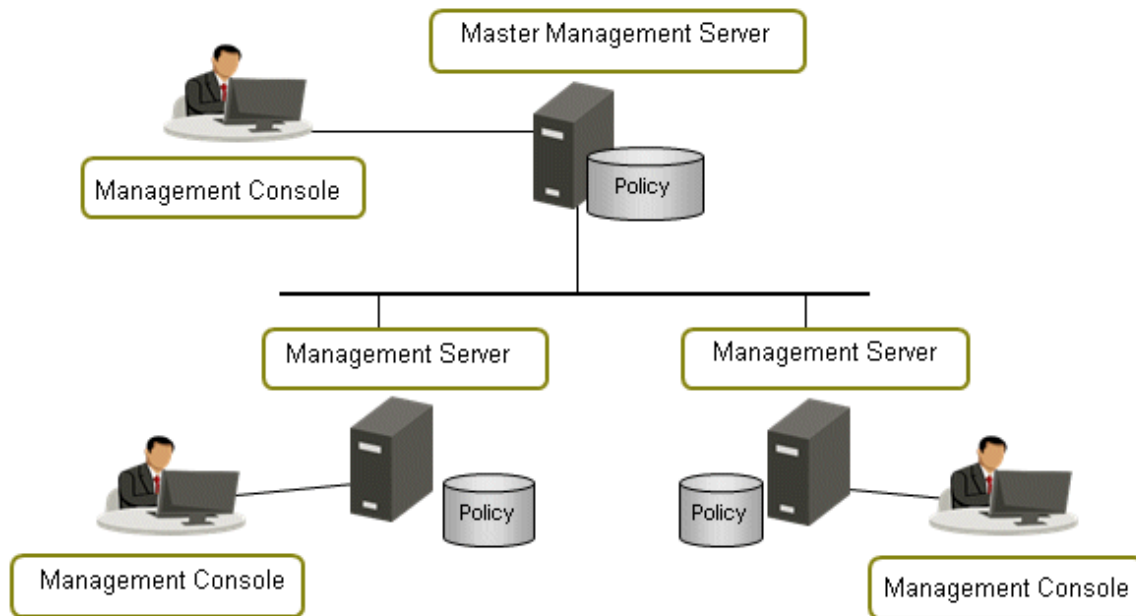 Master Management Server
Management Console
Policy
Management Server
Management Server
Policy
Policy
Management Console
Management Console